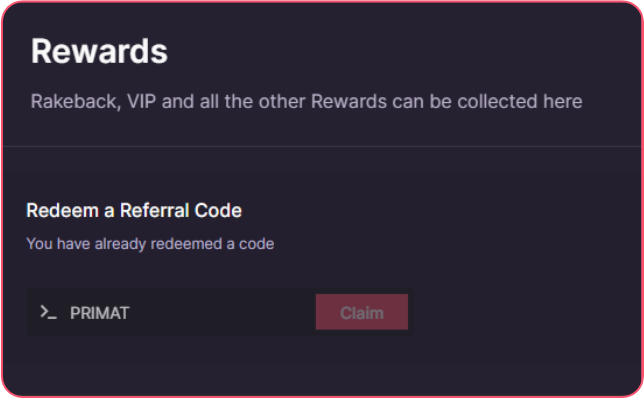 Rewards
Rakeback, VIP and all the other Rewards can be collected here
Redeem a Referral Code
You have already redeemed a code
>_ PRIMAT
Claim